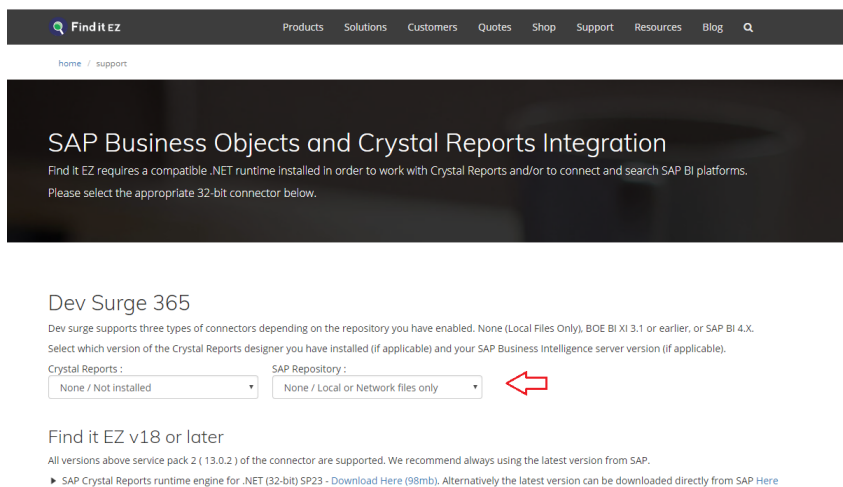 Find it EZ
Products Solutions Customers Quotes Shop Support Resources Blog
home / support
SAP Business Objects and Crystal Reports Integration
Find it EZ requires a compatible .NET runtime installed in order to work with Crystal Reports and/or to connect and search SAP BI platforms.
Please select the appropriate 32-bit connector below.
Dev Surge 365
Dev surge supports three types of connectors depending on the repository you have enabled. None (Local Files Only), BOE BI XI 3.1 or earlier, or SAP BI 4.X.
Select which version of the Crystal Reports designer you have installed (if applicable) and your SAP Business Intelligence server version (if applicable).
Crystal Reports : SAP Repository :
None / Not installed None / Local or Network files only
Find it EZ v18 or later
All versions above service pack 2 ( 13.0.2 ) of the connector are supported. We recommend always using the latest version from SAP.
SAP Crystal Reports runtime engine for .NET (32-bit) SP23 - Download Here (98mb). Alternatively the latest version can be downloaded directly from SAP Here